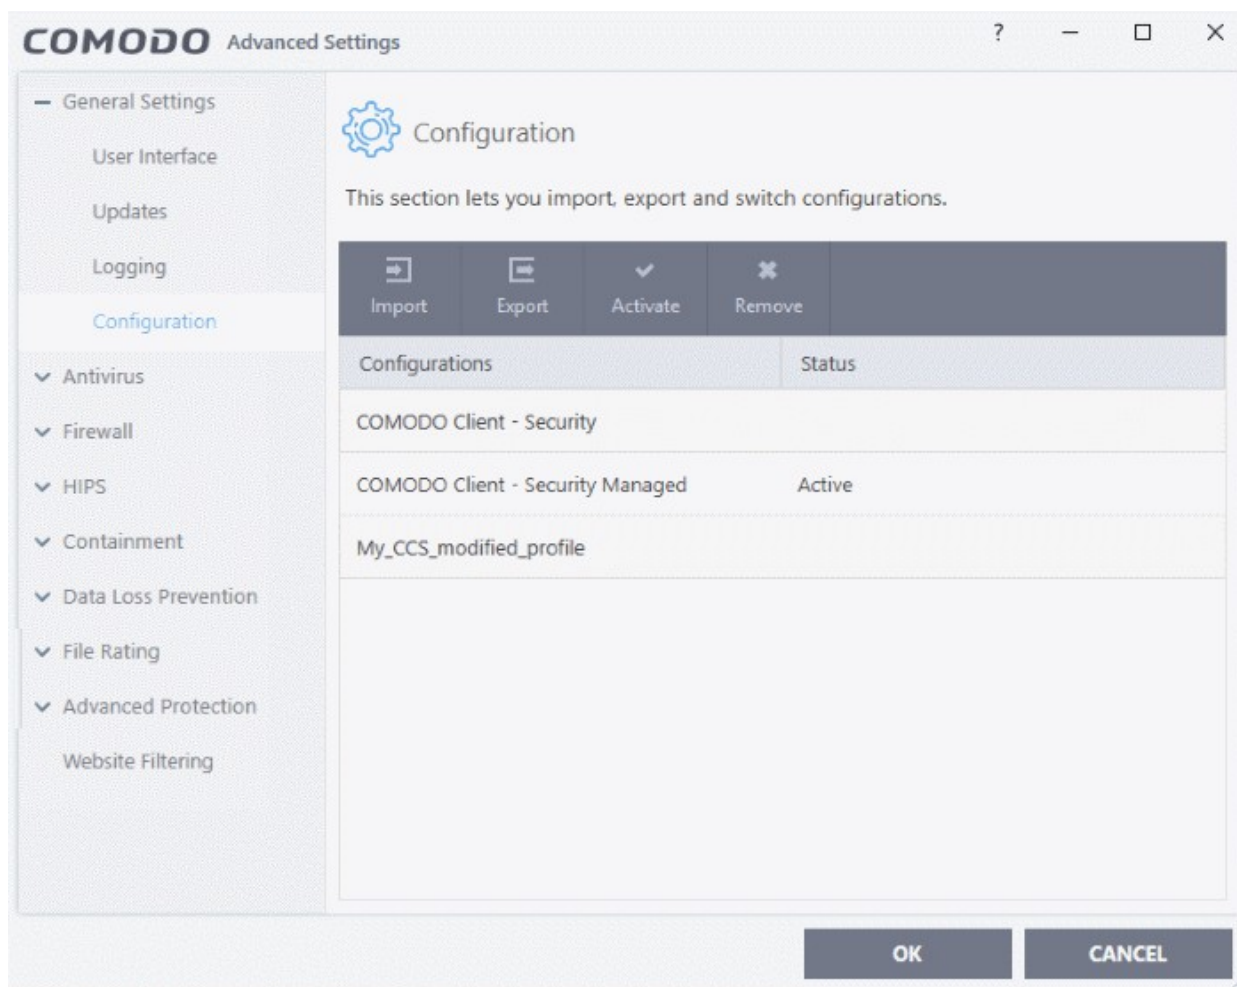 COMODO Advanced Settings ?
General Settings
User Interface
Updates
Logging
Configuration
Antivirus
Firewall
HIPS
Containment
Data Loss Prevention
File Rating
Advanced Protection
Website Filtering
Configuration
This section lets you import, export and switch configurations.
Import Export Activate Remove
Configurations Status
COMODO Client - Security
COMODO Client - Security Managed Active
My_CCS_modified_profile
OK CANCEL